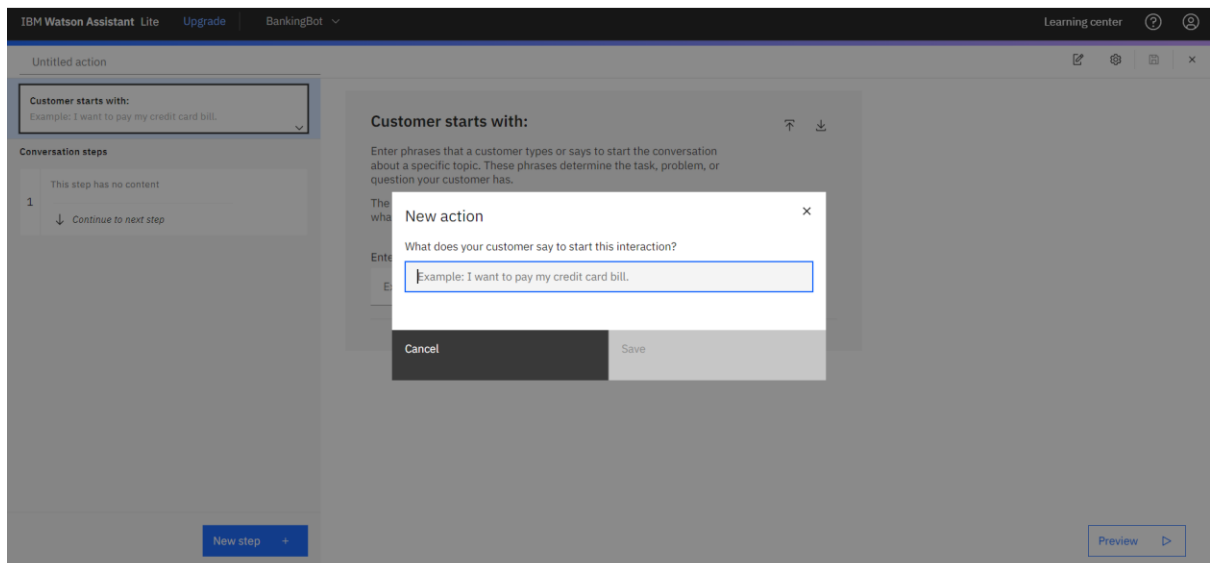 IBM Watson Assistant Lite Upgrade BankingBot Learning center
Untitled action
Customer starts with:
Example: I want to pay my credit card bill.
Conversation steps
This step has no content
1
Continue to next step
New step +
Customer starts with:
Enter phrases that a customer types or says to start the conversation
about a specific topic. These phrases determine the task, problem, or
question your customer has.
The
wha
Ente
New action
What does your customer say to start this interaction?
Example: I want to pay my credit card bill.
Cancel Save
Preview